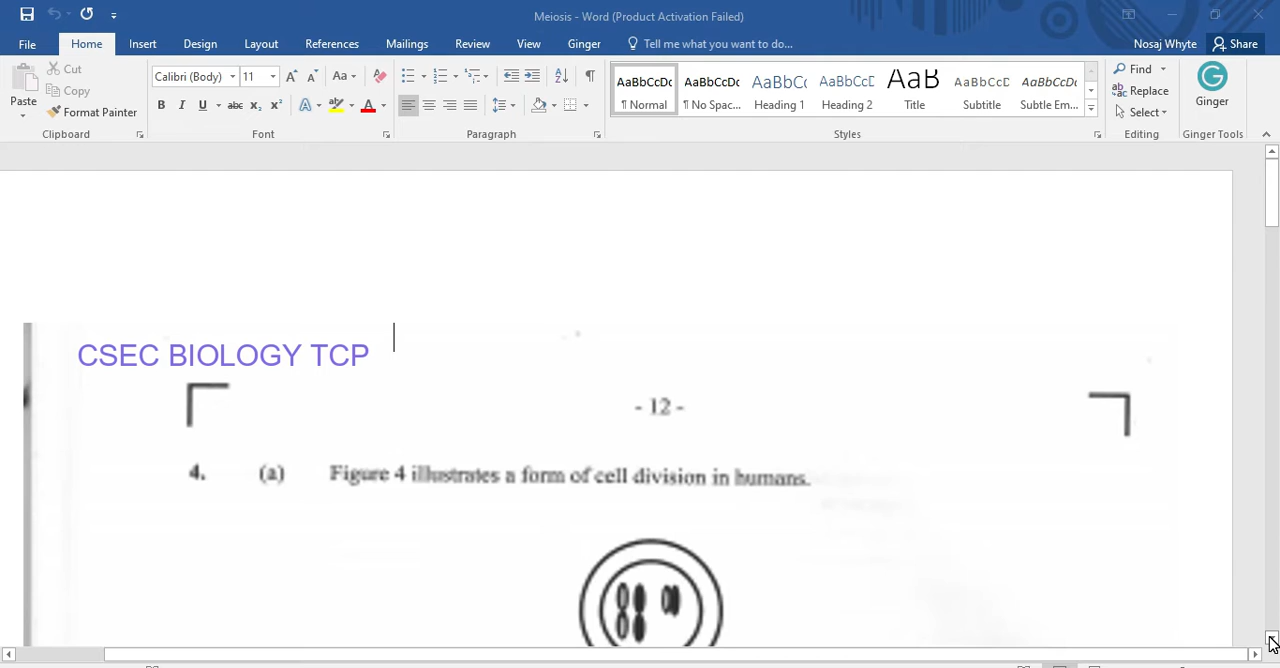 Meiosis - Word (Product Activation Failed)
File Home Insert Design Layout References Mailings Review View Ginger Tell me what you want to do... Nosaj Whyte Share
Paste
Cut
Copy
Format Painter
Clipboard
Calibri (Body) 11
Font
Paragraph
AaBbCcDc AaBbCcDc AaBbCc AaBbCcD AaB AaBbCcD AaBbCcDc
¶ Normal ¶ No Spac... Heading 1 Heading 2 Title Subtitle Subtle Em...
Styles
Find
Replace
Select
Editing
Ginger
Ginger Tools
CSEC BIOLOGY TCP
- 12 -
4. (a) Figure 4 illustrates a form of cell division in humans.